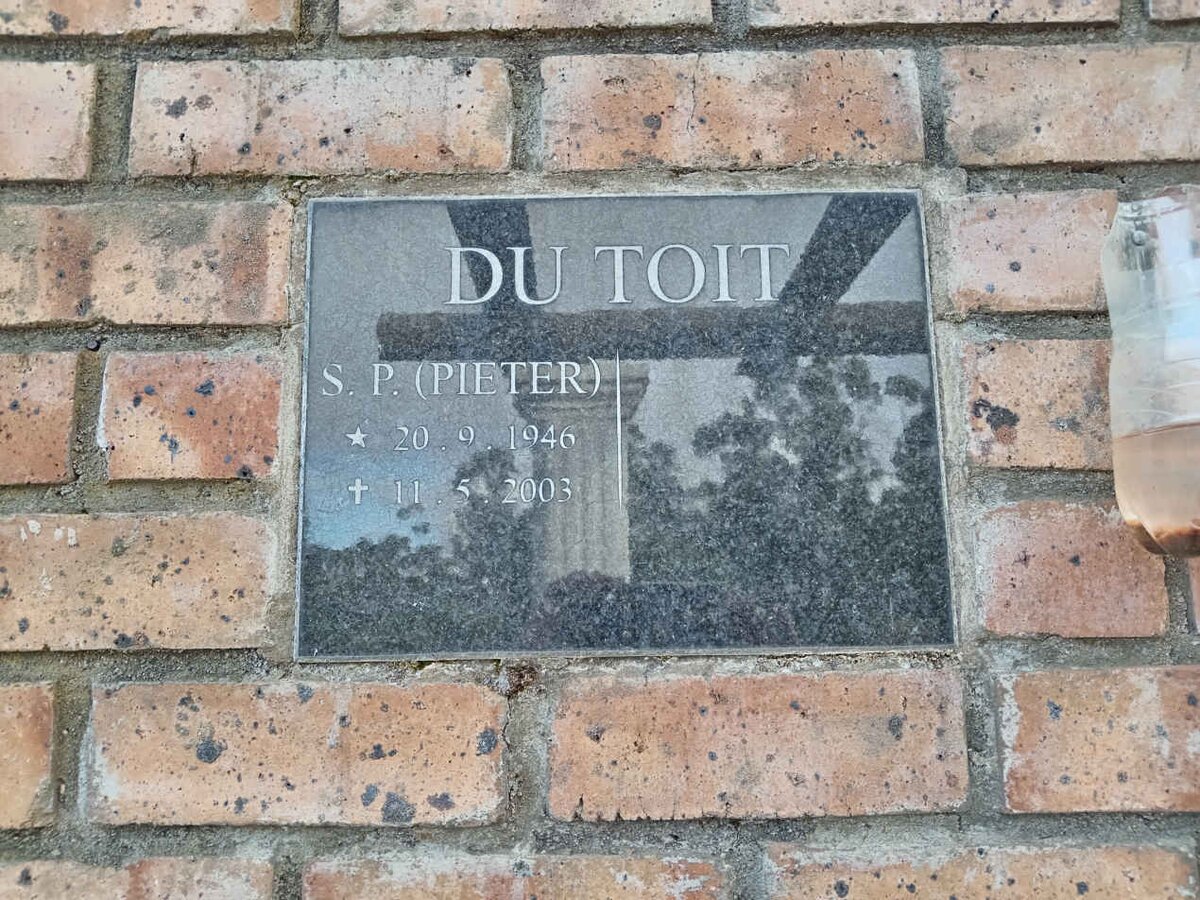 DU TOIT
S. P. (PIETER)
★ 20 . 9 . 1946
✝ 11 . 5 . 2003